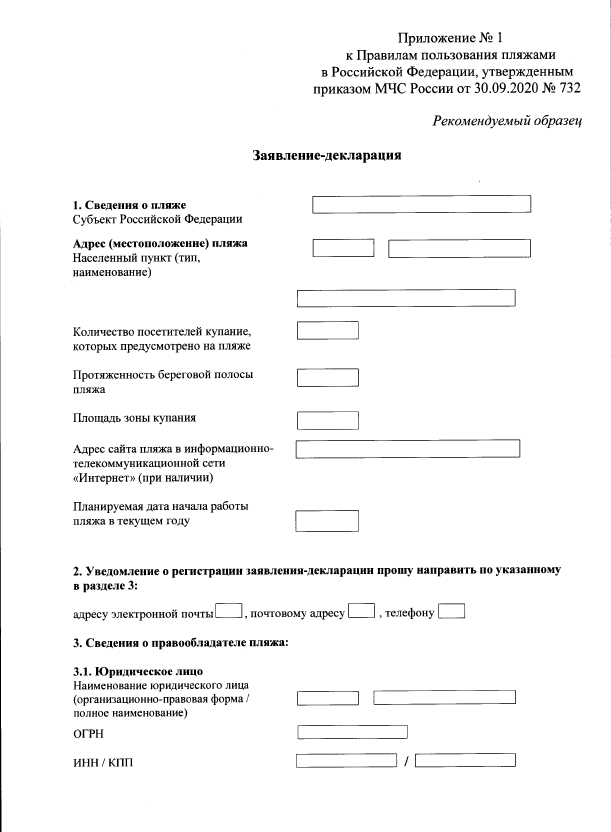 Приложение № 1
к Правилам пользования пляжами
в Российской Федерации, утвержденным
приказом МЧС России от 30.09.2020 № 732
Рекомендуемый образец
Заявление-декларация
1. Сведения о пляже
Субъект Российской Федерации
Адрес (местоположение) пляжа
Населенный пункт (тип,
наименование)
Количество посетителей купание,
которых предусмотрено на пляже
Протяженность береговой полосы
пляжа
Площадь зоны купания
Адрес сайта пляжа в информационно-
телекоммуникационной сети
«Интернет» (при наличии)
Планируемая дата начала работы
пляжа в текущем году
2. Уведомление о регистрации заявления-декларации прошу направить по указанному
в разделе 3:
адресу электронной почты , почтовому адресу , телефону
3. Сведения о правообладателе пляжа:
3.1. Юридическое лицо
Наименование юридического лица
(организационно-правовая форма /
полное наименование)
ОГРН
ИНН / КПП /